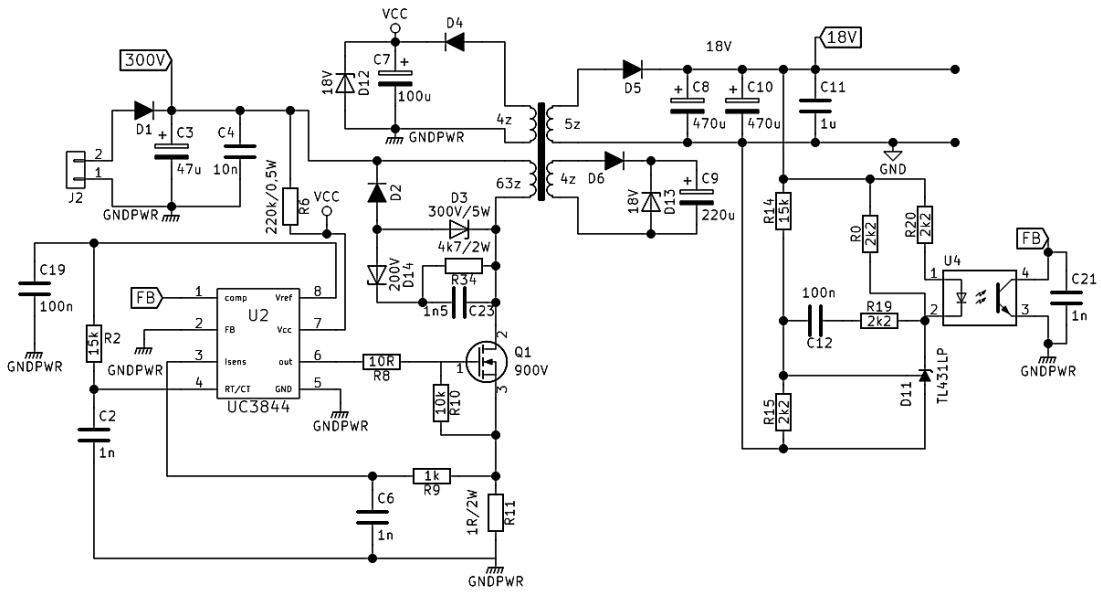 VCC
D4
300V
18V
D12
C7
+
100u
GNDPWR
4z
5z
D5
18V
18V
+
C8
470u
+
C10
470u
C11
1u
GND
D1
+
C3
47u
C4
10n
J2
2
1
GNDPWR
220k/0,5W
R6
VCC
D2
63z
4z
D6
18V
D13
+
C9
220u
D3
300V/5W
4k7/2W
200V
D14
R34
1n5
C23
C19
100n
GNDPWR
R2
15k
FB
GNDPWR
1
2
3
4
comp
FB
Isens
RT/CT
U2
Vref
Vcc
out
GND
8
7
6
5
UC3844
GNDPWR
10R
R8
10k
R10
1
2
3
Q1
900V
C2
1n
1k
R9
C6
1n
1R/2W
R11
GNDPWR
R14
15k
R0
2k2
R20
2k2
U4
1
2
4
3
FB
C21
1n
GNDPWR
100n
C12
R19
2k2
R15
2k2
D11
TL431LP